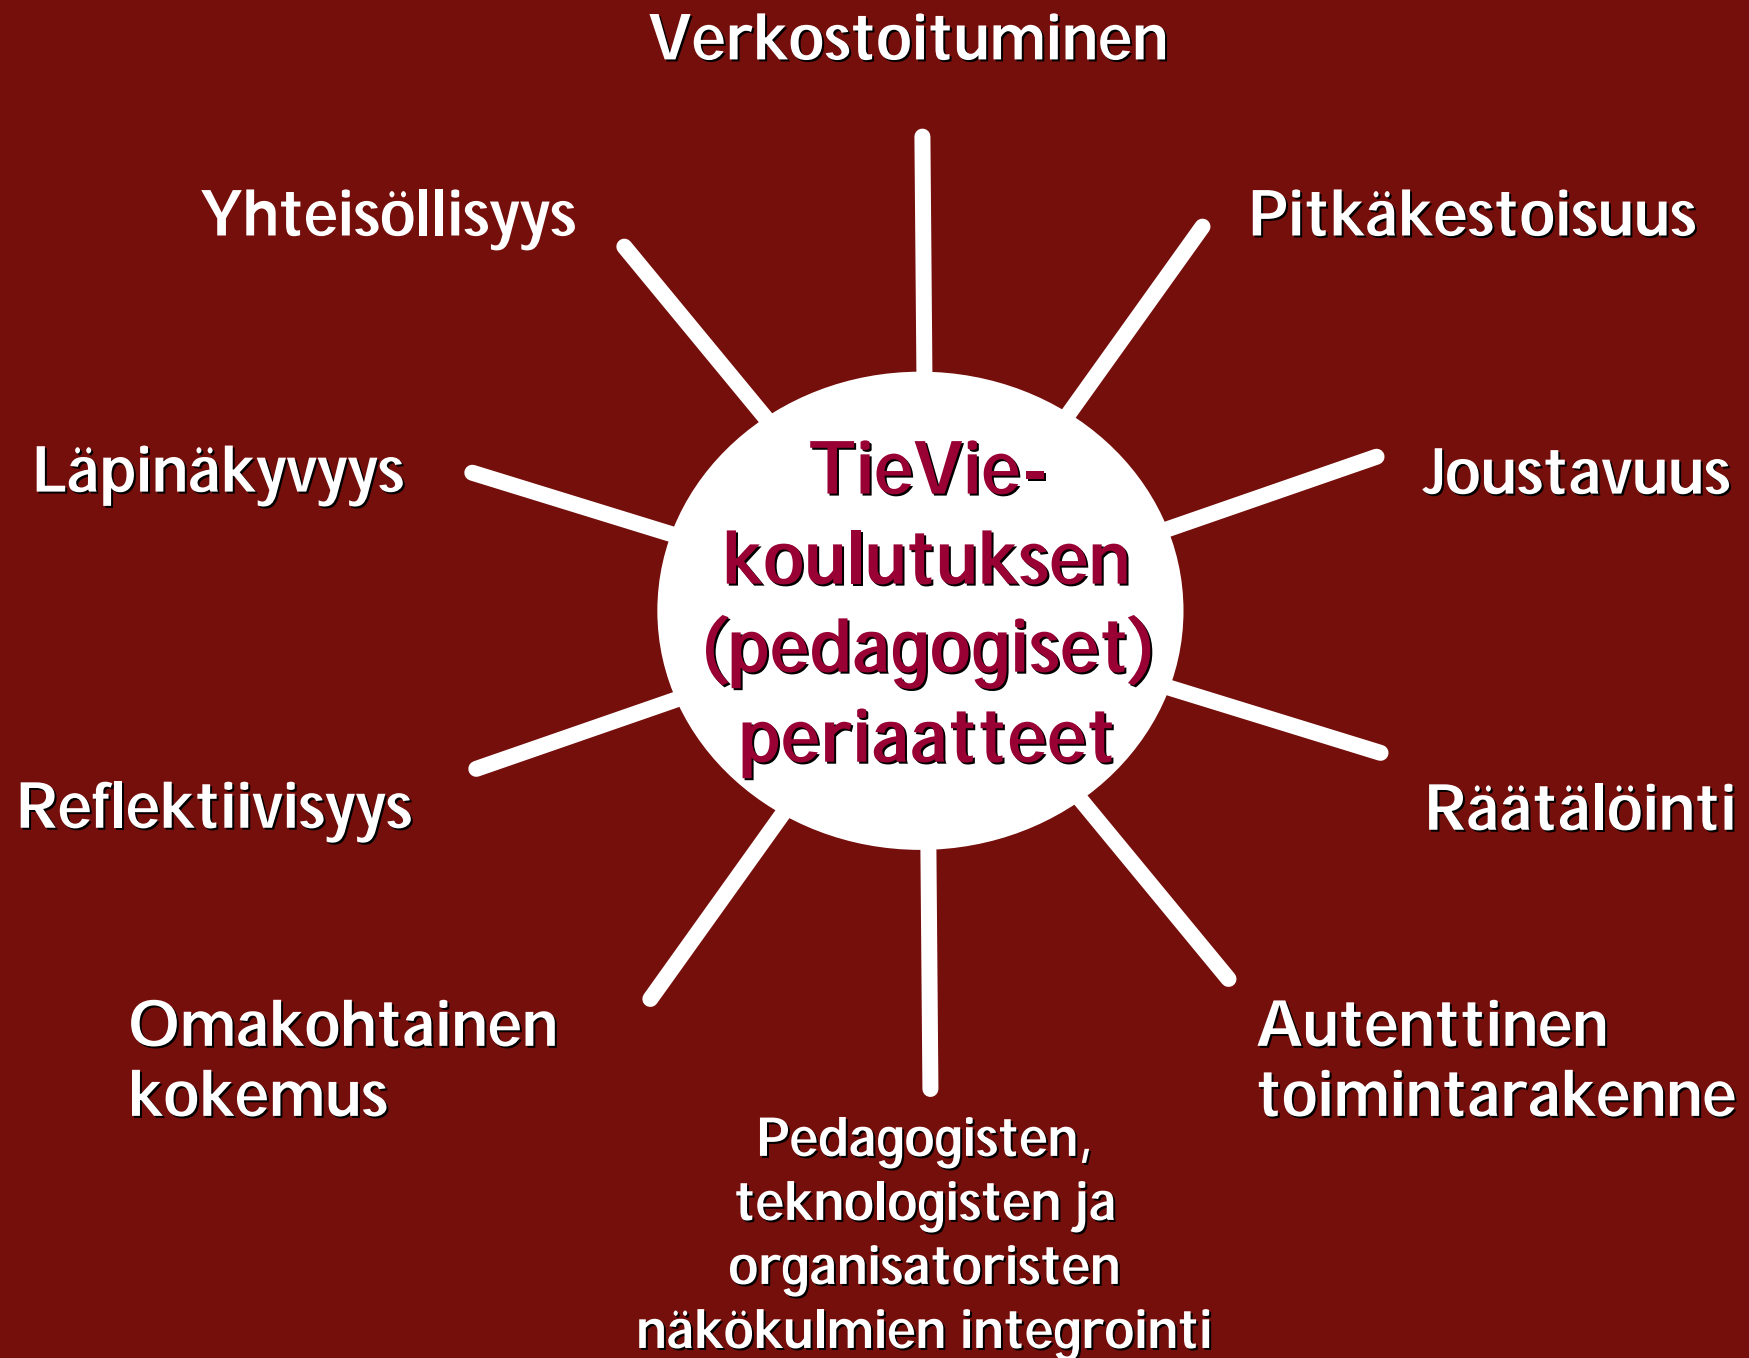 Verkostoituminen
Yhteisöllisyys
Pitkäkestoisuus
Läpinäkyvyys
Joustavuus
TieVie-
koulutuksen
(pedagogiset)
periaatteet
Reflektiivisyys
Räätälöinti
Omakohtainen
kokemus
Autenttinen
toimintarakenne
Pedagogisten,
teknologisten ja
organisatoristen
näkökulmien integrointi